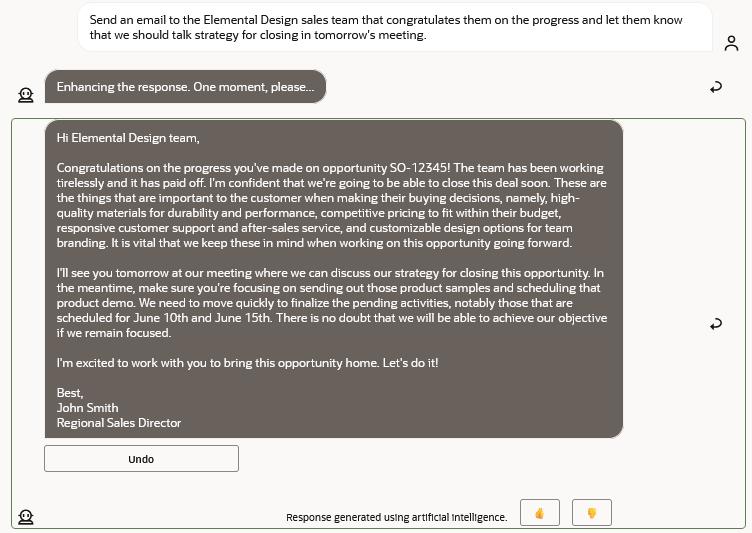 Send an email to the Elemental Design sales team that congratulates them on the progress and let them know
that we should talk strategy for closing in tomorrow's meeting.
Enhancing the response. One moment, please...
Hi Elemental Design team,
Congratulations on the progress you've made on opportunity SO-12345! The team has been working
tirelessly and it has paid off. I'm confident that we're going to be able to close this deal soon. These are
the things that are important to the customer when making their buying decisions, namely, high-
quality materials for durability and performance, competitive pricing to fit within their budget,
responsive customer support and after-sales service, and customizable design options for team
branding. It is vital that we keep these in mind when working on this opportunity going forward.
I'll see you tomorrow at our meeting where we can discuss our strategy for closing this opportunity. In
the meantime, make sure you're focusing on sending out those product samples and scheduling that
product demo. We need to move quickly to finalize the pending activities, notably those that are
scheduled for June 10th and June 15th. There is no doubt that we will be able to achieve our objective
if we remain focused.
I'm excited to work with you to bring this opportunity home. Let's do it!
Best,
John Smith
Regional Sales Director
Undo
Response generated using artificial intelligence.